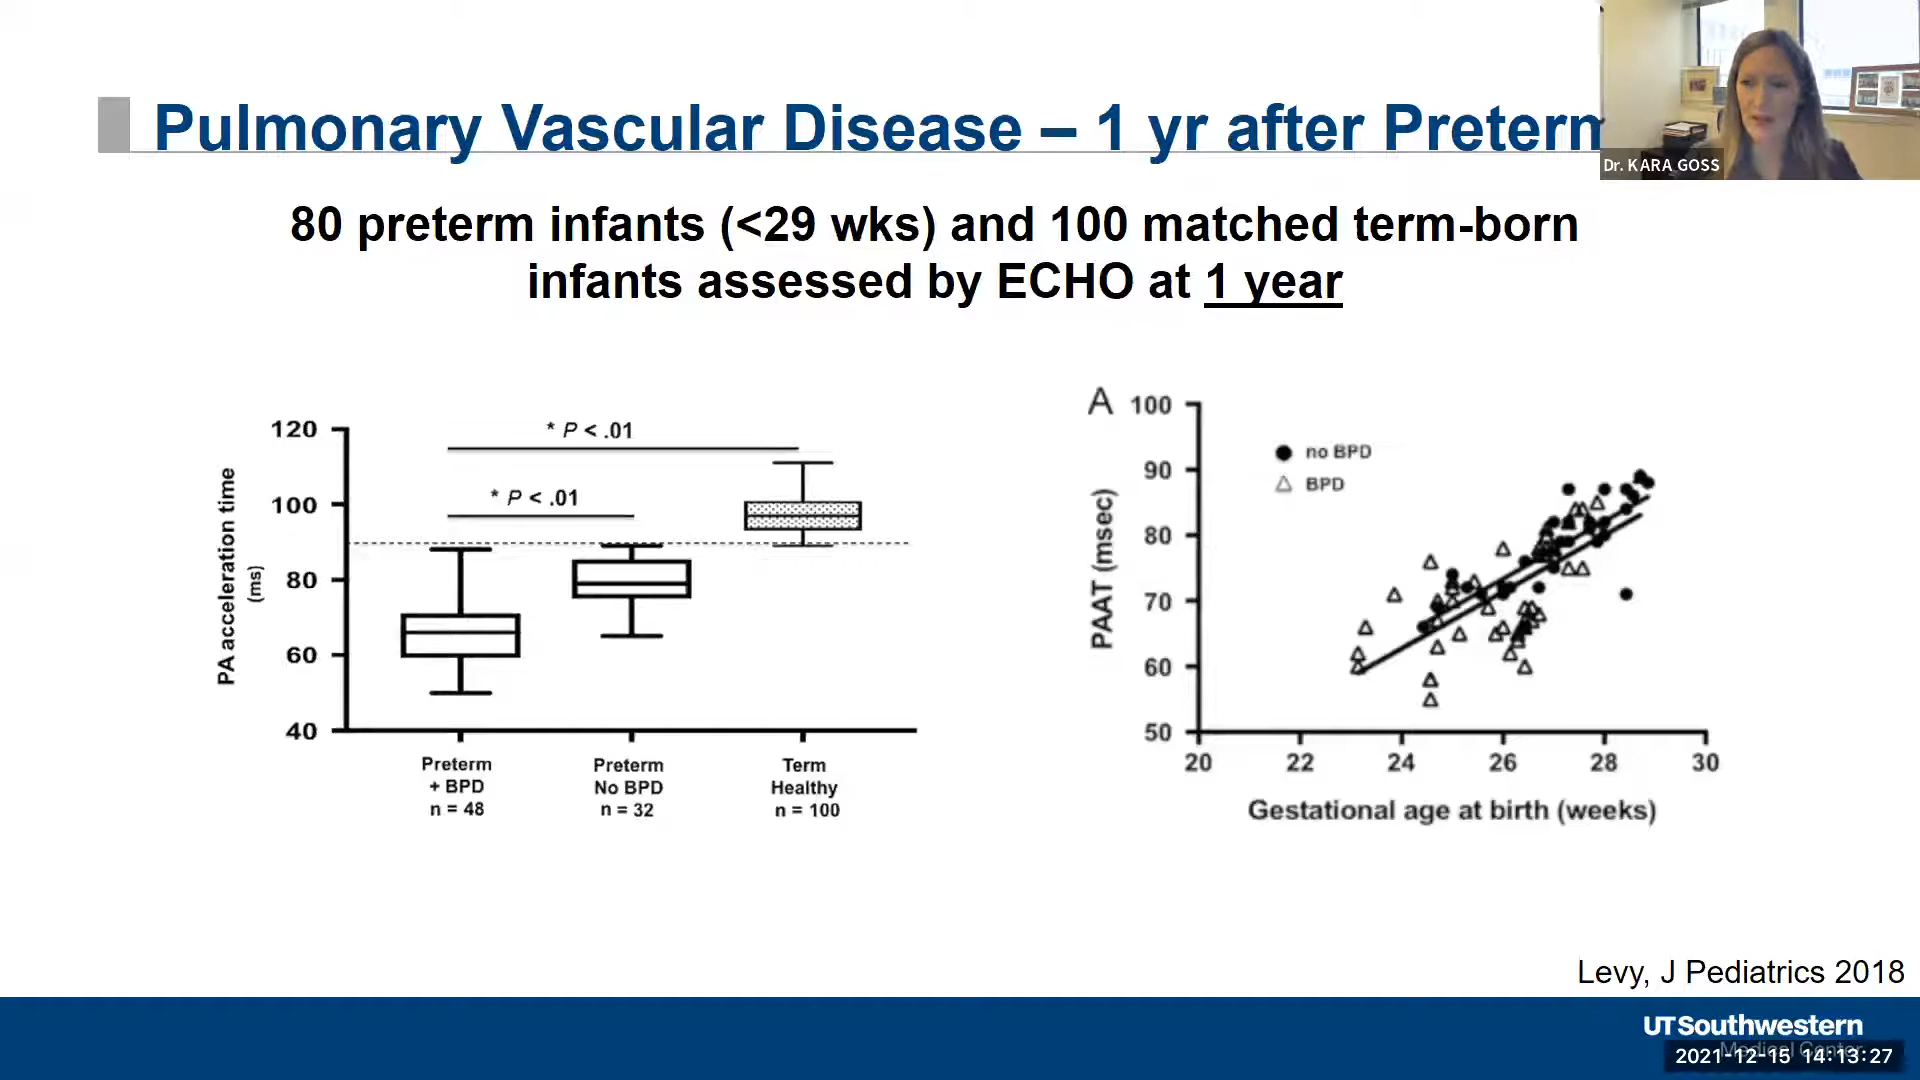 Pulmonary Vascular Disease – 1 yr after Preterm
Dr. KARA GOSS
80 preterm infants (<29 wks) and 100 matched term-born
infants assessed by ECHO at 1 year
120
100
80
60
40
PA acceleration time
(ms)
* P < .01
* P < .01
Preterm
+ BPD
n = 48
Preterm
No BPD
n = 32
Term
Healthy
n = 100
A
100
90
80
70
60
50
PAAT (msec)
no BPD
BPD
20 22 24 26 28 30
Gestational age at birth (weeks)
Levy, J Pediatrics 2018
UTSouthwestern
Medical Center
2021-12-15 14:13:27